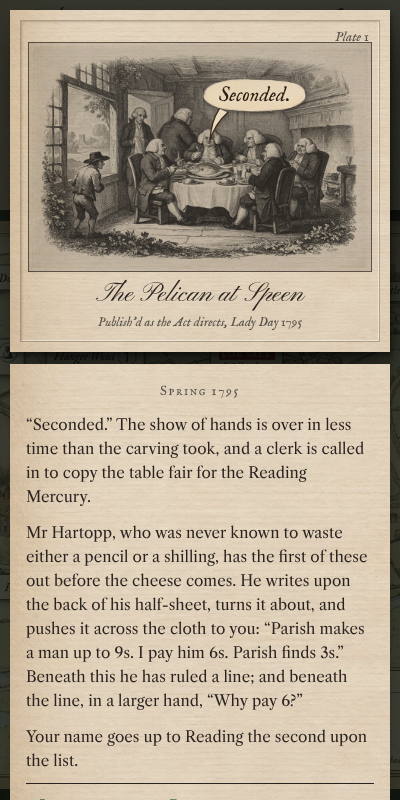 Plate 1
Seconded.
The Pelican at Speen
Publish’d as the Act directs, Lady Day 1795
Spring 1795
“Seconded.” The show of hands is over in less
time than the carving took, and a clerk is called
in to copy the table fair for the Reading
Mercury.
Mr Hartopp, who was never known to waste
either a pencil or a shilling, has the first of these
out before the cheese comes. He writes upon
the back of his half-sheet, turns it about, and
pushes it across the cloth to you: “Parish makes
a man up to 9s. I pay him 6s. Parish finds 3s.”
Beneath this he has ruled a line; and beneath
the line, in a larger hand, “Why pay 6?”
Your name goes up to Reading the second upon
the list.